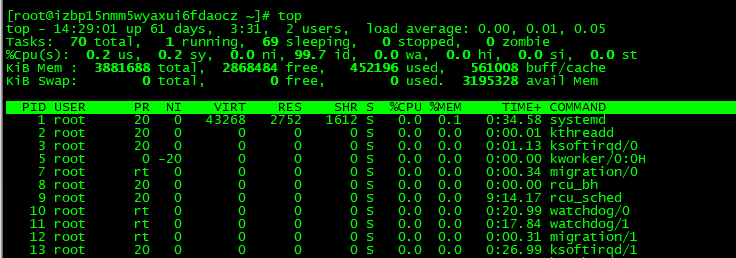 [root@izbp15nmm5wyaxui6fdaocz ~]# top
top - 14:29:01 up 61 days,  3:31,  2 users,  load average: 0.00, 0.01, 0.05
Tasks:  70 total,   1 running,  69 sleeping,   0 stopped,   0 zombie
%Cpu(s):  0.2 us,  0.2 sy,  0.0 ni, 99.7 id,  0.0 wa,  0.0 hi,  0.0 si,  0.0 st
KiB Mem :  3881688 total,  2868484 free,   452196 used,   561008 buff/cache
KiB Swap:        0 total,        0 free,        0 used.  3195328 avail Mem
PID USER      PR  NI    VIRT    RES    SHR S  %CPU %MEM     TIME+ COMMAND
1 root      20   0   43268   2752   1612 S   0.0  0.1   0:34.58 systemd
2 root      20   0       0      0      0 S   0.0  0.0   0:00.01 kthreadd
3 root      20   0       0      0      0 S   0.0  0.0   0:01.13 ksoftirqd/0
5 root       0 -20       0      0      0 S   0.0  0.0   0:00.00 kworker/0:0H
7 root      rt   0       0      0      0 S   0.0  0.0   0:00.34 migration/0
8 root      20   0       0      0      0 S   0.0  0.0   0:00.00 rcu_bh
9 root      20   0       0      0      0 S   0.0  0.0   9:14.17 rcu_sched
10 root      rt   0       0      0      0 S   0.0  0.0   0:20.99 watchdog/0
11 root      rt   0       0      0      0 S   0.0  0.0   0:17.84 watchdog/1
12 root      rt   0       0      0      0 S   0.0  0.0   0:00.31 migration/1
13 root      20   0       0      0      0 S   0.0  0.0   0:26.99 ksoftirqd/1